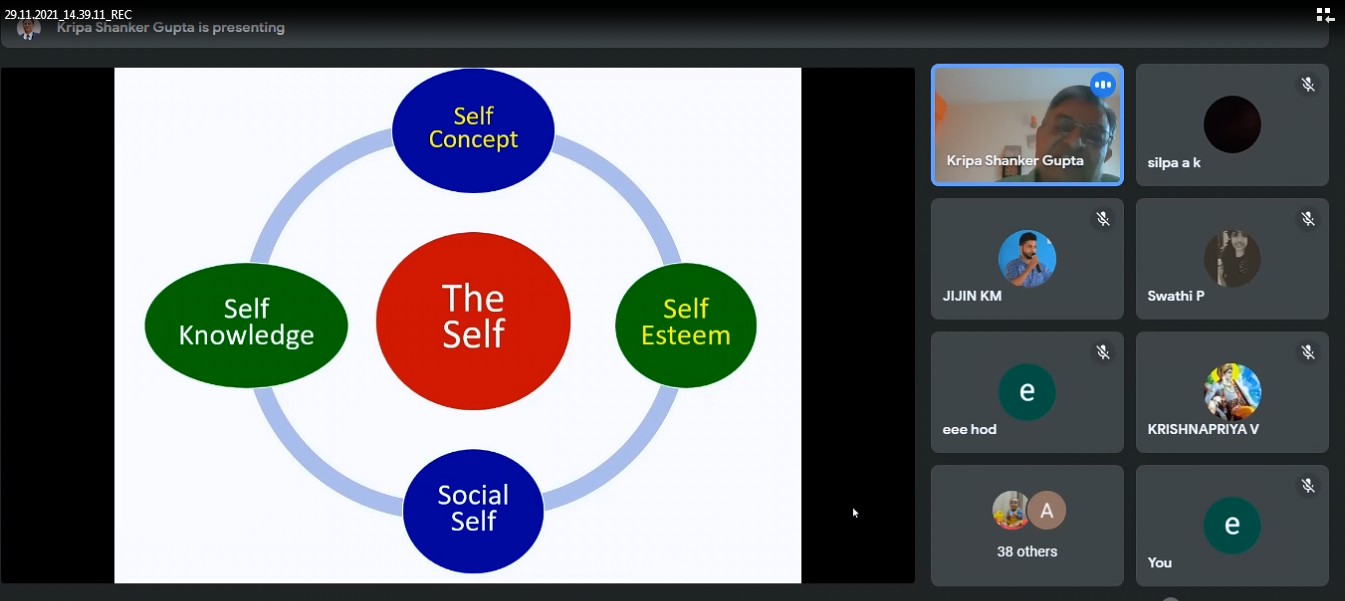 29.11.2021_14.39.11_REC
Kripa Shanker Gupta is presenting
Self
Concept
The
Self
Self
Knowledge
Self
Esteem
Social
Self
Kripa Shanker Gupta
silpa a k
JIJIN KM
Swathi P
e
eee hod
KRISHNAPRIYA V
A
38 others
e
You